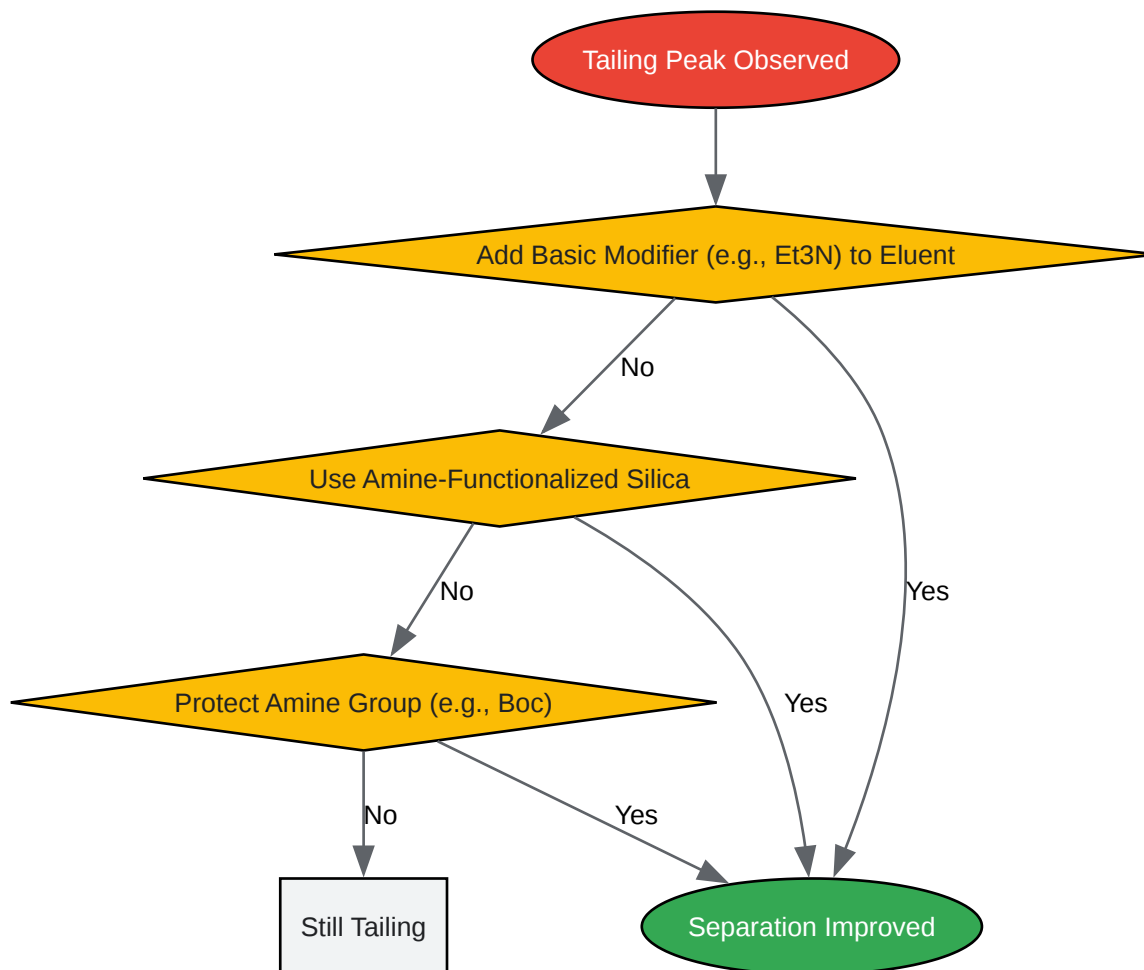 Tailing Peak Observed
Add Basic Modifier (e.g., Et3N) to Eluent
No
Use Amine-Functionalized Silica
No
Yes
Protect Amine Group (e.g., Boc)
Yes
No
Yes
Still Tailing
Separation Improved